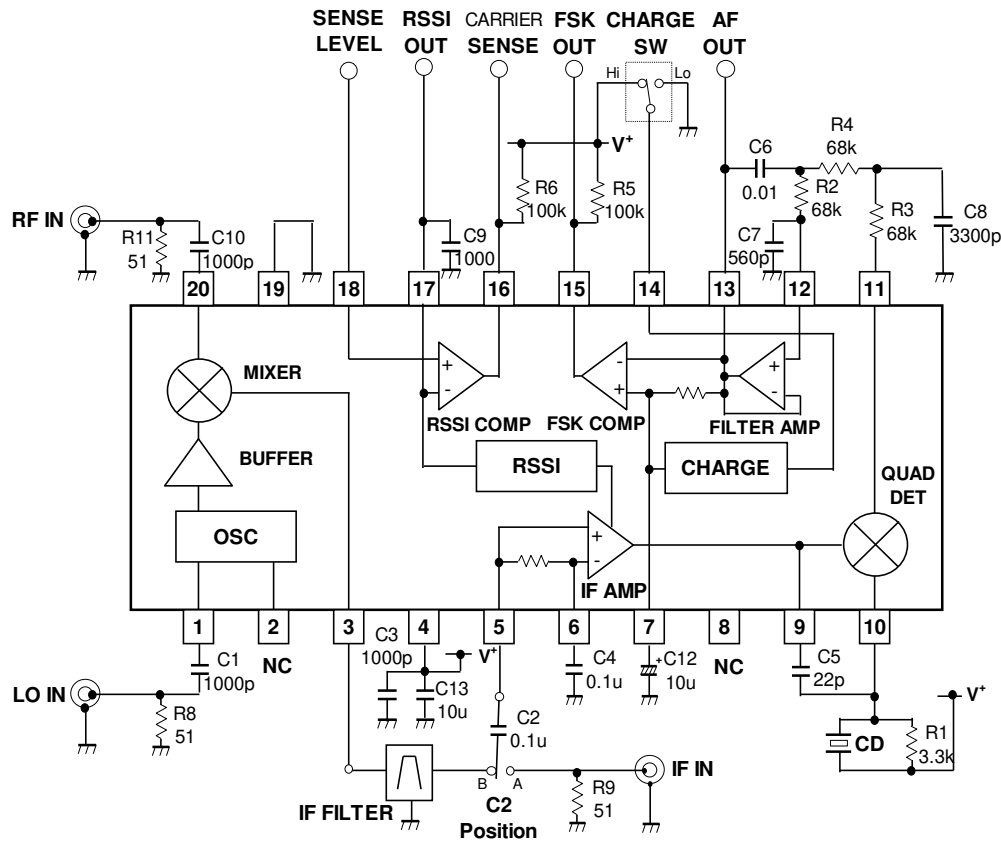 SENSE LEVEL
RSSI OUT
CARRIER SENSE
FSK OUT
CHARGE SW
AF OUT
Hi
Lo
V+
R6
100k
R5
100k
C6
0.01
R4
68k
R2
68k
R3
68k
C8
3300p
C7
560p
RF IN
R11
51
C10
1000p
C9
1000
20
19
18
17
16
15
14
13
12
11
MIXER
+
-
RSSI COMP
-
+
FSK COMP
+
-
FILTER AMP
BUFFER
RSSI
CHARGE
QUAD DET
OSC
+
-
IF AMP
1
2
3
4
5
6
7
8
9
10
NC
NC
C1
1000p
C3
1000p
V+
C13
10u
C4
0.1u
+
C12
10u
C5
22p
LO IN
R8
51
C2
0.1u
V+
CD
R1
3.3k
IF FILTER
B
A
C2
Position
R9
51
IF IN